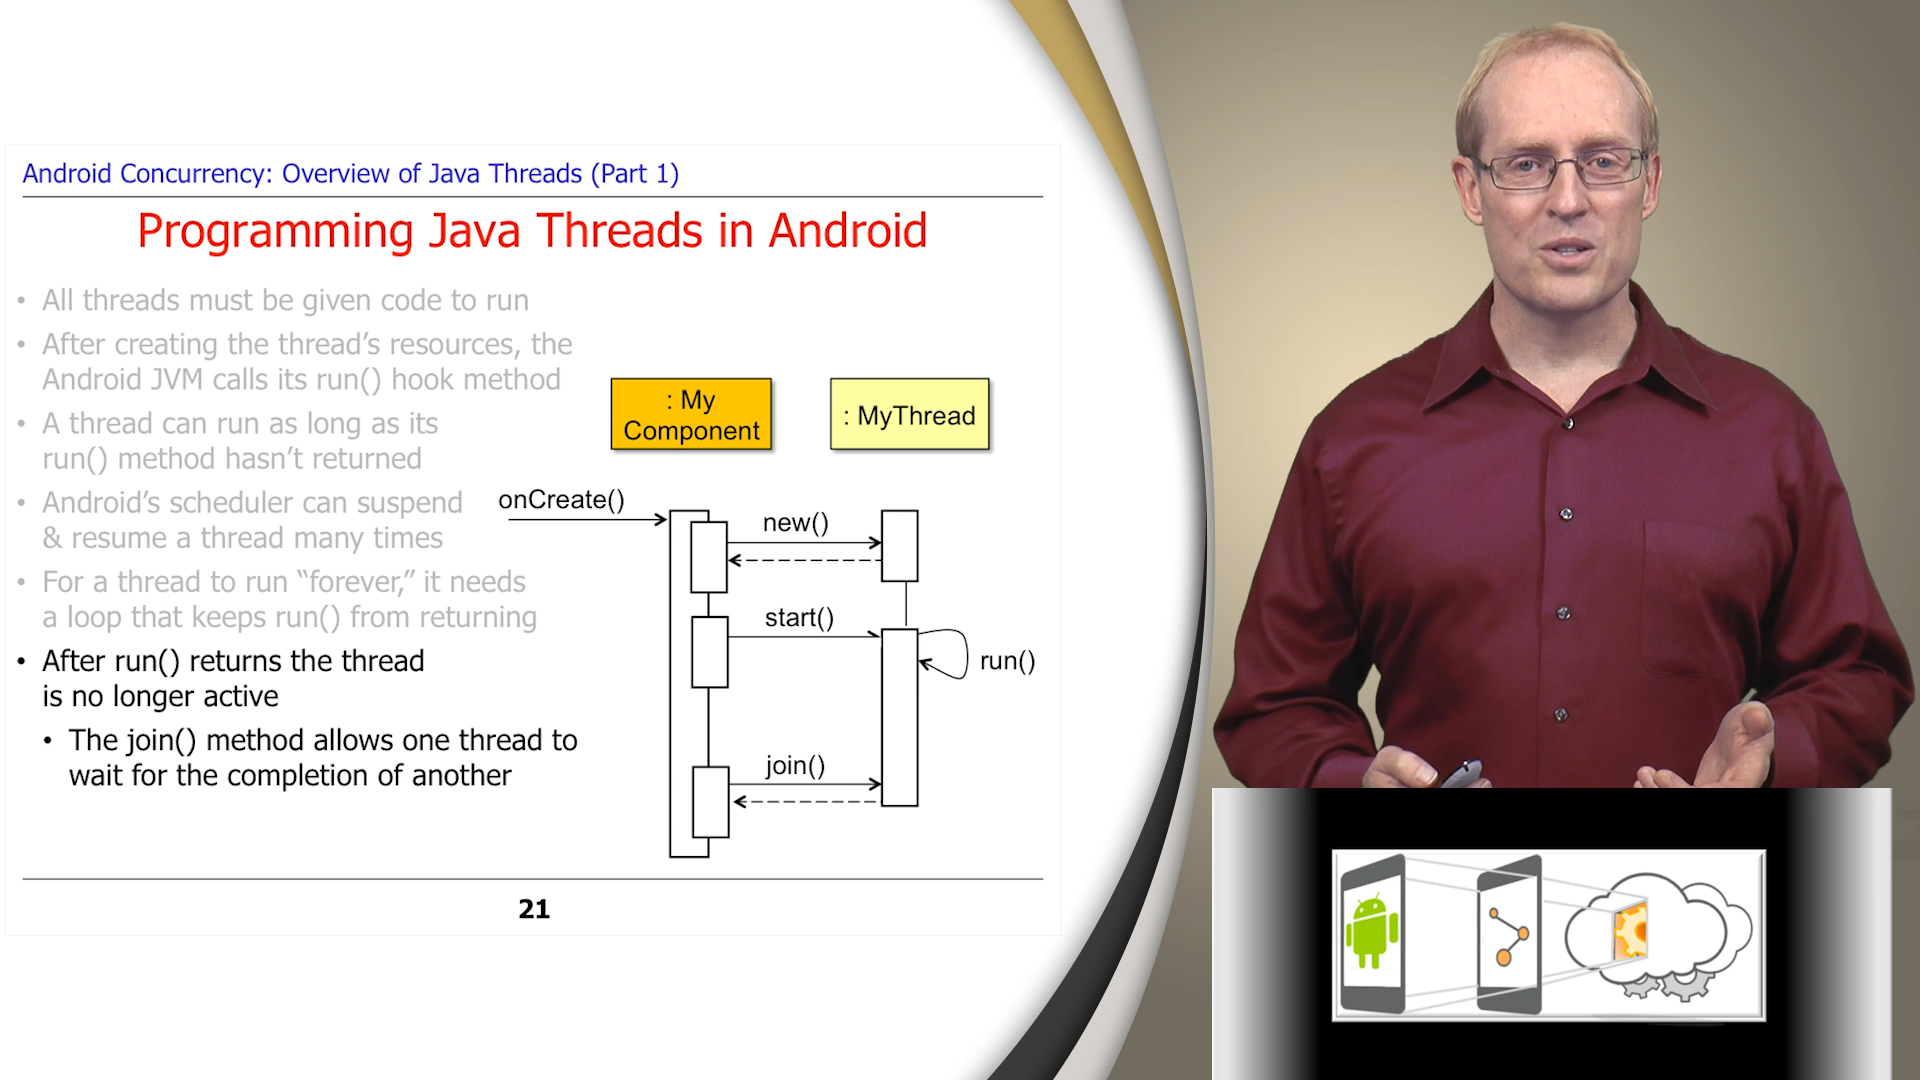 Android Concurrency: Overview of Java Threads (Part 1)
Programming Java Threads in Android
• All threads must be given code to run
• After creating the thread’s resources, the
Android JVM calls its run() hook method
• A thread can run as long as its
run() method hasn’t returned
• Android’s scheduler can suspend
& resume a thread many times
• For a thread to run “forever,” it needs
a loop that keeps run() from returning
• After run() returns the thread
is no longer active
• The join() method allows one thread to
wait for the completion of another
: My
Component
: MyThread
onCreate()
new()
start()
run()
join()
21